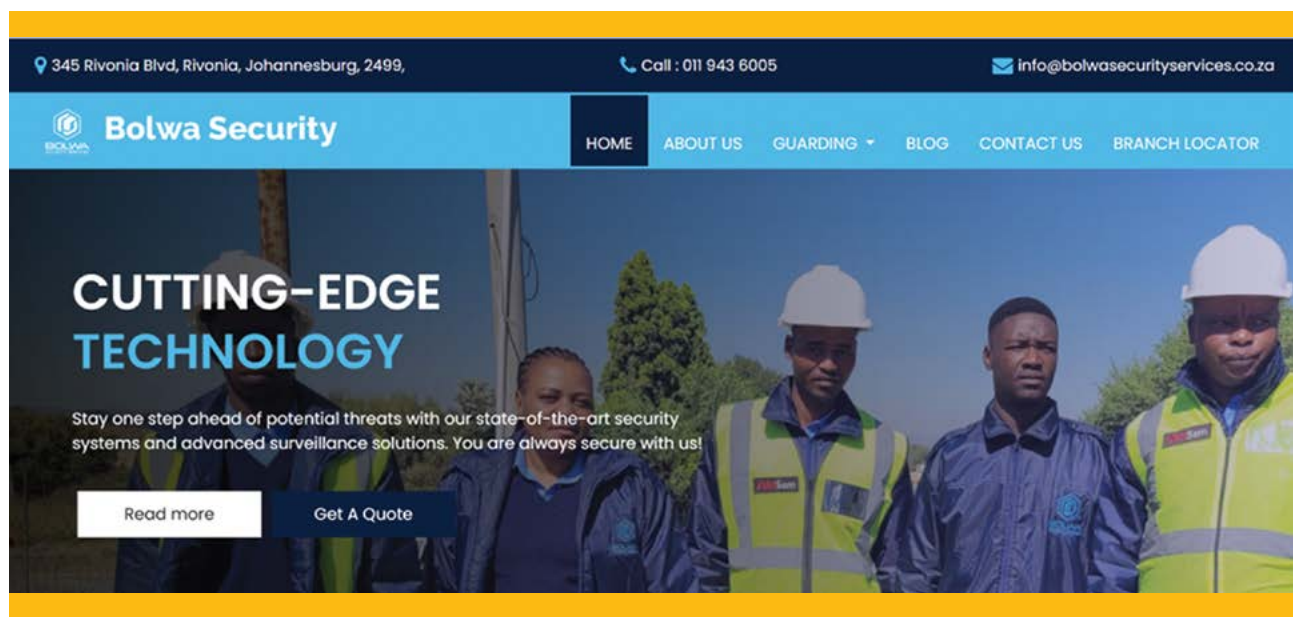 345 Rivonia Blvd, Rivonia, Johannesburg, 2499,
Call : 011 943 6005
info@bolwasecurityservices.co.za
BOLWA
Bolwa Security
HOME
ABOUT US
GUARDING
BLOG
CONTACT US
BRANCH LOCATOR
CUTTING-EDGE
TECHNOLOGY
Stay one step ahead of potential threats with our state-of-the-art security
systems and advanced surveillance solutions. You are always secure with us!
Read more
Get A Quote